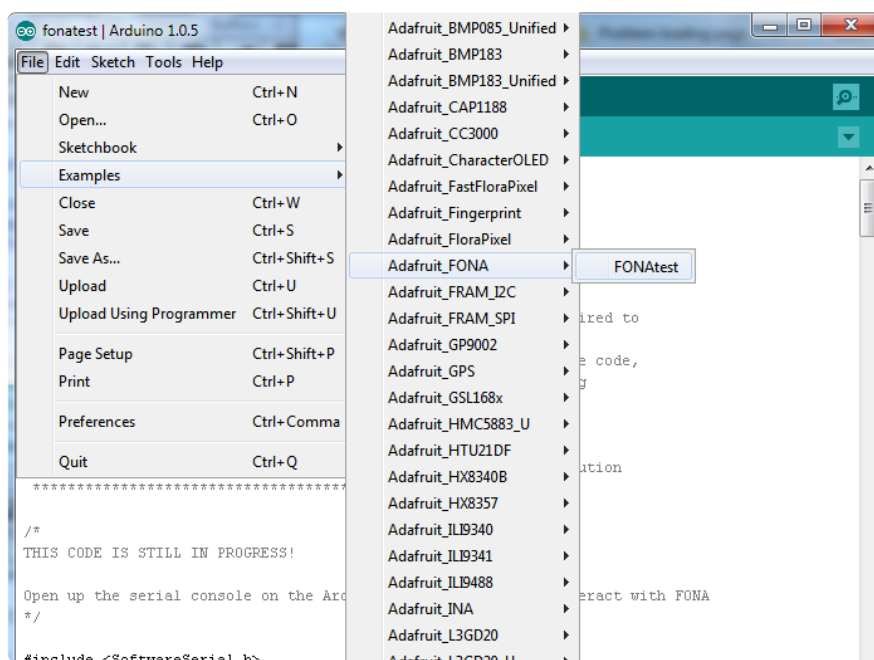 fonatest | Arduino 1.0.5
File Edit Sketch Tools Help
New Ctrl+N
Open... Ctrl+O
Sketchbook
Examples
Close Ctrl+W
Save Ctrl+S
Save As... Ctrl+Shift+S
Upload Ctrl+U
Upload Using Programmer Ctrl+Shift+U
Page Setup Ctrl+Shift+P
Print Ctrl+P
Preferences Ctrl+Comma
Quit Ctrl+Q
Adafruit_BMP085_Unified
Adafruit_BMP183
Adafruit_BMP183_Unified
Adafruit_CAP1188
Adafruit_CC3000
Adafruit_CharacterOLED
Adafruit_FastFloraPixel
Adafruit_Fingerprint
Adafruit_FloraPixel
Adafruit_FONA
Adafruit_FRAM_I2C
Adafruit_FRAM_SPI
Adafruit_GP9002
Adafruit_GPS
Adafruit_GSL168x
Adafruit_HMC5883_U
Adafruit_HTU21DF
Adafruit_HX8340B
Adafruit_HX8357
Adafruit_ILI9340
Adafruit_ILI9341
Adafruit_ILI9488
Adafruit_INA
Adafruit_L3GD20
Adafruit_L3GD20_U
FONAtest
ired to
e code,
g
ution
************************************
/*
THIS CODE IS STILL IN PROGRESS!
Open up the serial console on the Ard eract with FONA
*/
#include <SoftwareSerial.h>